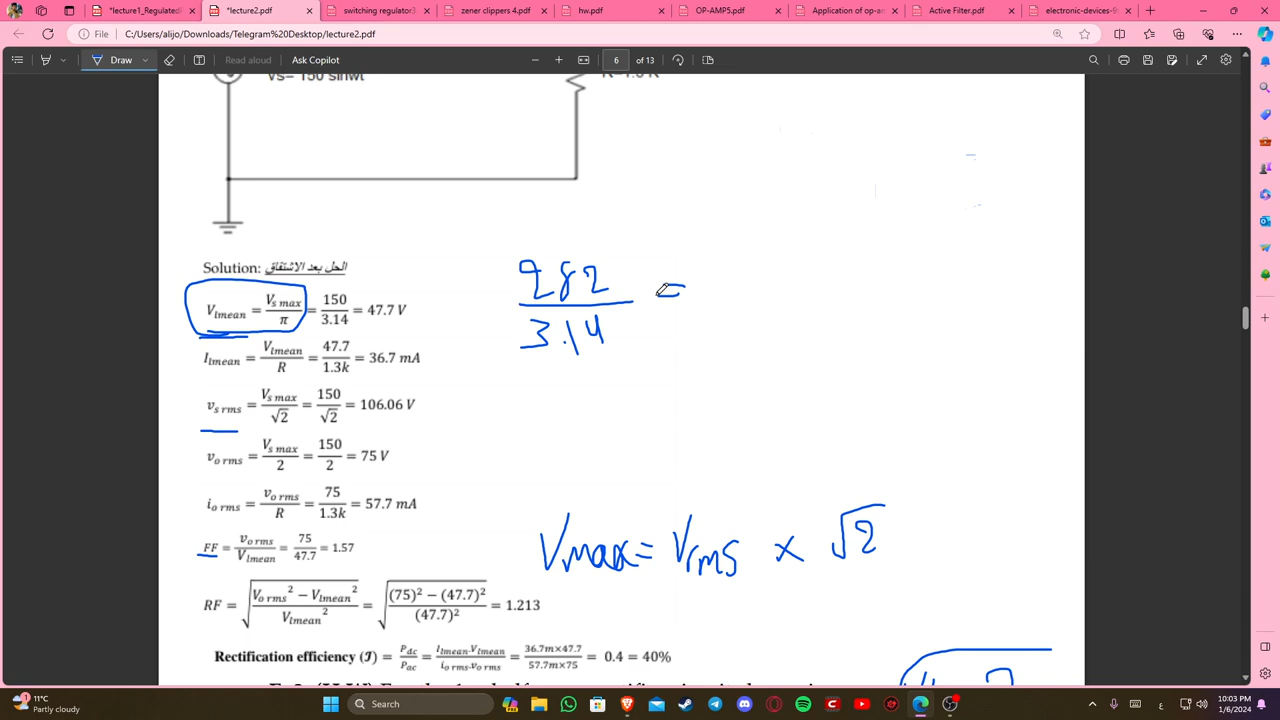 *lecture1_Regulated
*lecture2.pdf
switching regulator3
zener clippers 4.pdf
hw.pdf
OP-AMP5.pdf
Application of op-a
Active Filter.pdf
electronic-devices-9
File
C:/Users/alijo/Downloads/Telegram%20Desktop/lecture2.pdf
Draw
Read aloud
Ask Copilot
6 of 13
Vs= 150 sinwt
Solution: الحل بعد الاشتقاق
V_lmean = V_s max / π = 150 / 3.14 = 47.7 V
282 / 3.14 =
I_lmean = V_lmean / R = 47.7 / 1.3k = 36.7 mA
v_s rms = V_s max / √2 = 150 / √2 = 106.06 V
v_o rms = V_s max / 2 = 150 / 2 = 75 V
i_o rms = v_o rms / R = 75 / 1.3k = 57.7 mA
FF = v_o rms / V_lmean = 75 / 47.7 = 1.57
Vmax = Vrms × √2
RF = √((V_o rms² − V_lmean²) / V_lmean²) = √(((75)² − (47.7)²) / (47.7)²) = 1.213
Rectification efficiency (ℐ) = P_dc / P_ac = I_lmean.V_lmean / i_o rms.v_o rms = 36.7m×47.7 / 57.7m×75 = 0.4 = 40%
11°C
Partly cloudy
Search
10:03 PM
1/6/2024